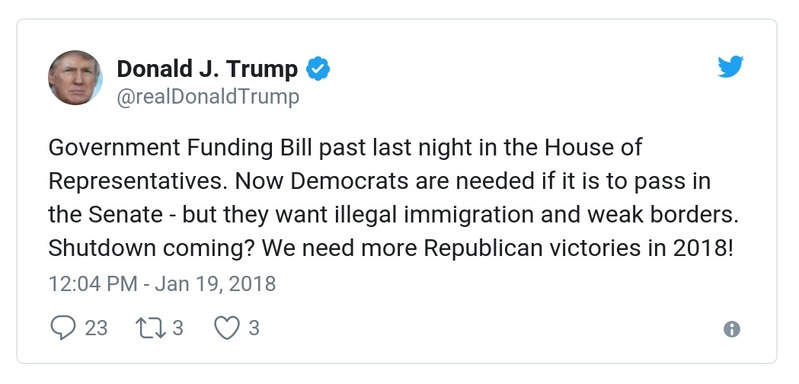 Donald J. Trump
@realDonaldTrump
Government Funding Bill past last night in the House of
Representatives. Now Democrats are needed if it is to pass in
the Senate - but they want illegal immigration and weak borders.
Shutdown coming? We need more Republican victories in 2018!
12:04 PM - Jan 19, 2018
23 3 3